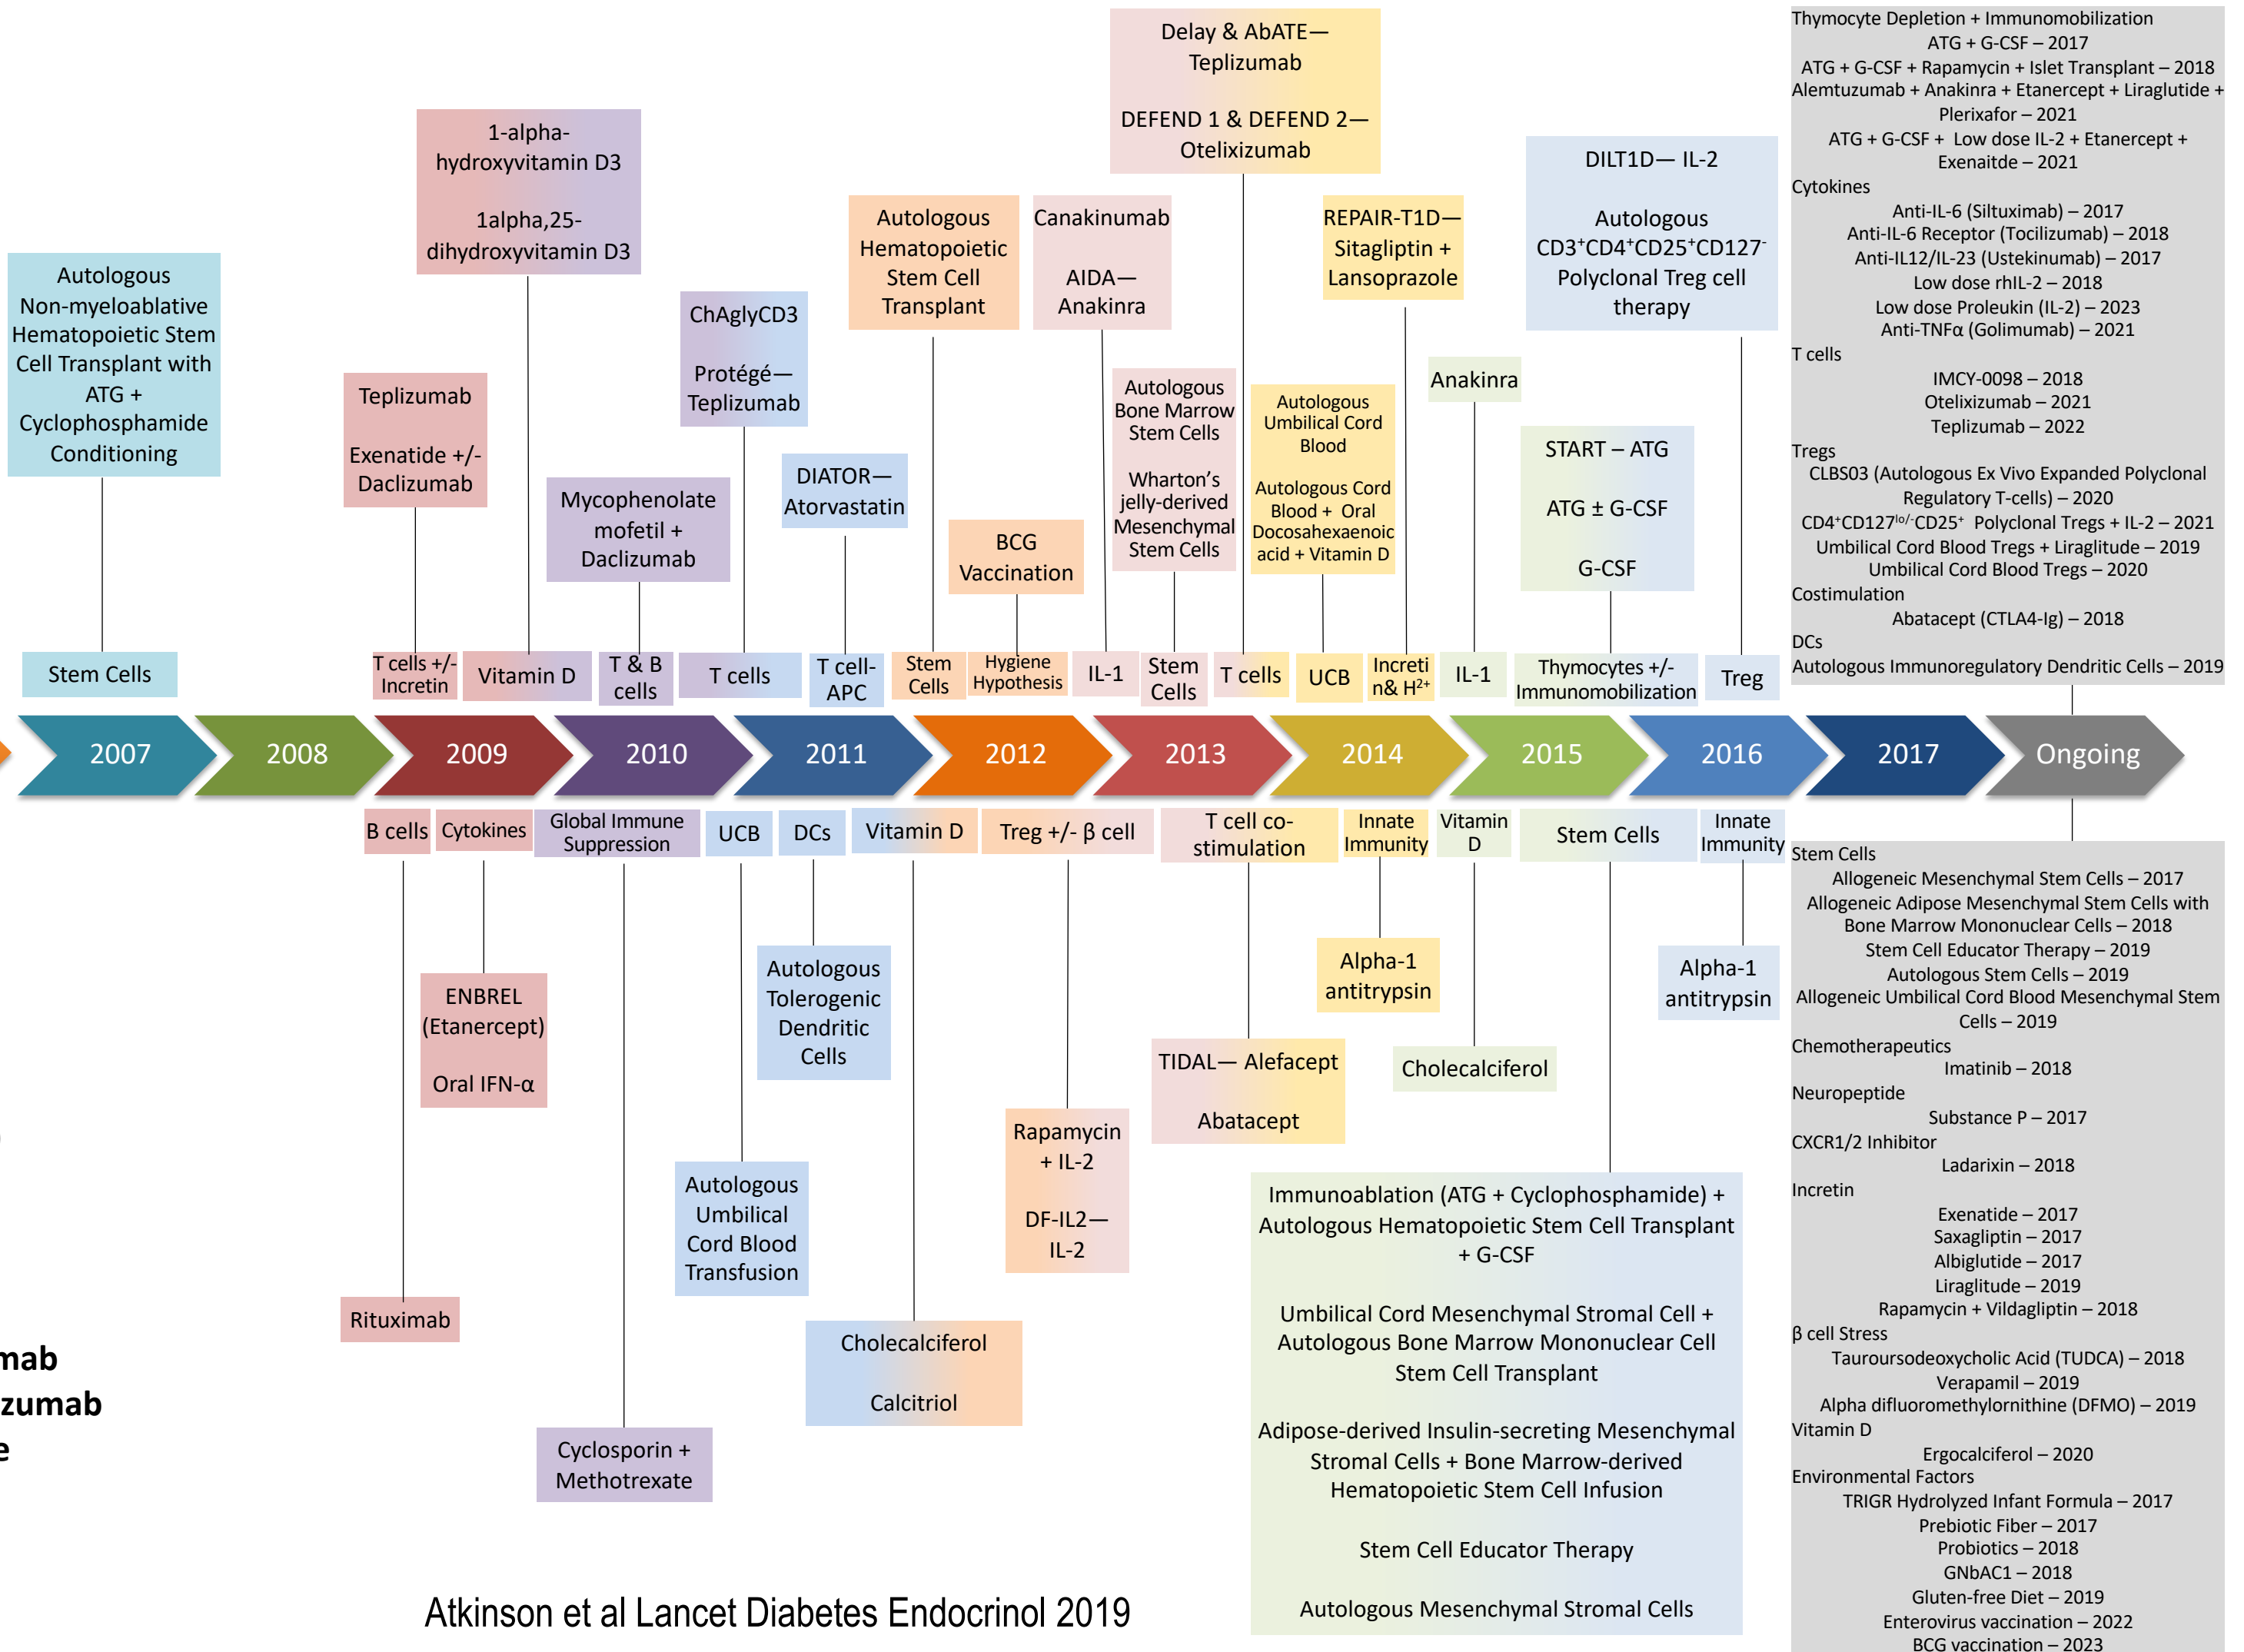 Delay & AbATE—
Teplizumab
DEFEND 1 & DEFEND 2—
Otelixizumab
1-alpha-
hydroxyvitamin D3
1alpha,25-
dihydroxyvitamin D3
DILT1D— IL-2
Autologous
CD3⁺CD4⁺CD25⁺CD127⁻
Polyclonal Treg cell
therapy
Autologous
Hematopoietic
Stem Cell
Transplant
Canakinumab
AIDA—
Anakinra
REPAIR-T1D—
Sitagliptin +
Lansoprazole
Autologous
Non-myeloablative
Hematopoietic Stem
Cell Transplant with
ATG +
Cyclophosphamide
Conditioning
ChAglyCD3
Protégé—
Teplizumab
Teplizumab
Exenatide +/-
Daclizumab
Autologous
Bone Marrow
Stem Cells
Wharton’s
jelly-derived
Mesenchymal
Stem Cells
Autologous
Umbilical Cord
Blood
Autologous Cord
Blood + Oral
Docosahexaenoic
acid + Vitamin D
Anakinra
START – ATG
ATG ± G-CSF
G-CSF
DIATOR—
Atorvastatin
Mycophenolate
mofetil +
Daclizumab
BCG
Vaccination
Stem Cells
T cells +/-
Incretin
Vitamin D
T & B
cells
T cells
T cell-
APC
Stem
Cells
Hygiene
Hypothesis
IL-1
Stem
Cells
T cells
UCB
Increti
n& H²⁺
IL-1
Thymocytes +/-
Immunomobilization
Treg
Thymocyte Depletion + Immunomobilization
ATG + G-CSF – 2017
ATG + G-CSF + Rapamycin + Islet Transplant – 2018
Alemtuzumab + Anakinra + Etanercept + Liraglutide +
Plerixafor – 2021
ATG + G-CSF + Low dose IL-2 + Etanercept +
Exenaitde – 2021
Cytokines
Anti-IL-6 (Siltuximab) – 2017
Anti-IL-6 Receptor (Tocilizumab) – 2018
Anti-IL12/IL-23 (Ustekinumab) – 2017
Low dose rhIL-2 – 2018
Low dose Proleukin (IL-2) – 2023
Anti-TNFα (Golimumab) – 2021
T cells
IMCY-0098 – 2018
Otelixizumab – 2021
Teplizumab – 2022
Tregs
CLBS03 (Autologous Ex Vivo Expanded Polyclonal
Regulatory T-cells) – 2020
CD4⁺CD127ˡᵒ/⁻CD25⁺ Polyclonal Tregs + IL-2 – 2021
Umbilical Cord Blood Tregs + Liraglitude – 2019
Umbilical Cord Blood Tregs – 2020
Costimulation
Abatacept (CTLA4-Ig) – 2018
DCs
Autologous Immunoregulatory Dendritic Cells – 2019
2007
2008
2009
2010
2011
2012
2013
2014
2015
2016
2017
Ongoing
B cells
Cytokines
Global Immune
Suppression
UCB
DCs
Vitamin D
Treg +/- β cell
T cell co-
stimulation
Innate
Immunity
Vitamin
D
Stem Cells
Innate
Immunity
ENBREL
(Etanercept)
Oral IFN-α
Autologous
Tolerogenic
Dendritic
Cells
Alpha-1
antitrypsin
Alpha-1
antitrypsin
TIDAL— Alefacept
Abatacept
Cholecalciferol
Rapamycin
+ IL-2
DF-IL2—
IL-2
Autologous
Umbilical
Cord Blood
Transfusion
Rituximab
Cholecalciferol
Calcitriol
Cyclosporin +
Methotrexate
Immunoablation (ATG + Cyclophosphamide) +
Autologous Hematopoietic Stem Cell Transplant
+ G-CSF
Umbilical Cord Mesenchymal Stromal Cell +
Autologous Bone Marrow Mononuclear Cell
Stem Cell Transplant
Adipose-derived Insulin-secreting Mesenchymal
Stromal Cells + Bone Marrow-derived
Hematopoietic Stem Cell Infusion
Stem Cell Educator Therapy
Autologous Mesenchymal Stromal Cells
Stem Cells
Allogeneic Mesenchymal Stem Cells – 2017
Allogeneic Adipose Mesenchymal Stem Cells with
Bone Marrow Mononuclear Cells – 2018
Stem Cell Educator Therapy – 2019
Autologous Stem Cells – 2019
Allogeneic Umbilical Cord Blood Mesenchymal Stem
Cells – 2019
Chemotherapeutics
Imatinib – 2018
Neuropeptide
Substance P – 2017
CXCR1/2 Inhibitor
Ladarixin – 2018
Incretin
Exenatide – 2017
Saxagliptin – 2017
Albiglutide – 2017
Liraglitude – 2019
Rapamycin + Vildagliptin – 2018
β cell Stress
Tauroursodeoxycholic Acid (TUDCA) – 2018
Verapamil – 2019
Alpha difluoromethylornithine (DFMO) – 2019
Vitamin D
Ergocalciferol – 2020
Environmental Factors
TRIGR Hydrolyzed Infant Formula – 2017
Prebiotic Fiber – 2017
Probiotics – 2018
GNbAC1 – 2018
Gluten-free Diet – 2019
Enterovirus vaccination – 2022
BCG vaccination – 2023
mab
zumab
e
Atkinson et al Lancet Diabetes Endocrinol 2019